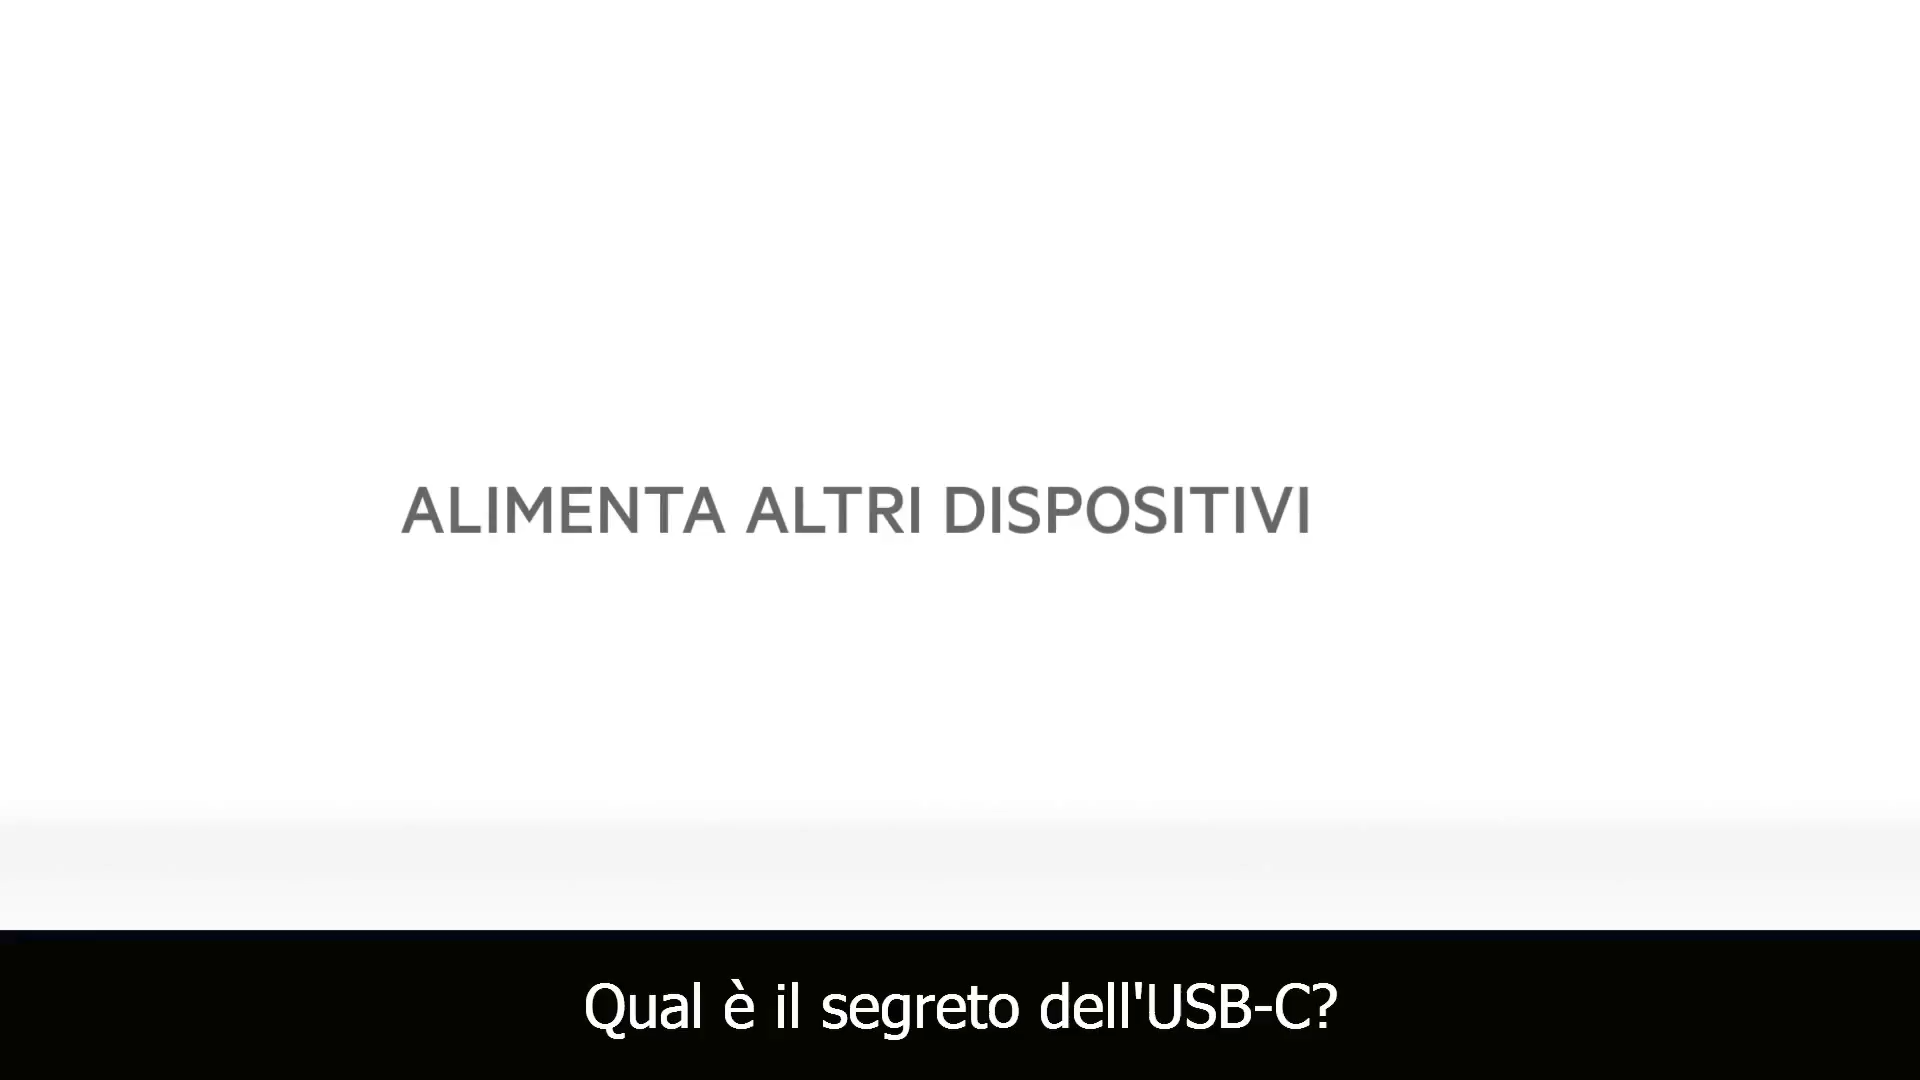 ALIMENTA ALTRI DISPOSITIVI
Qual è il segreto dell'USB-C?